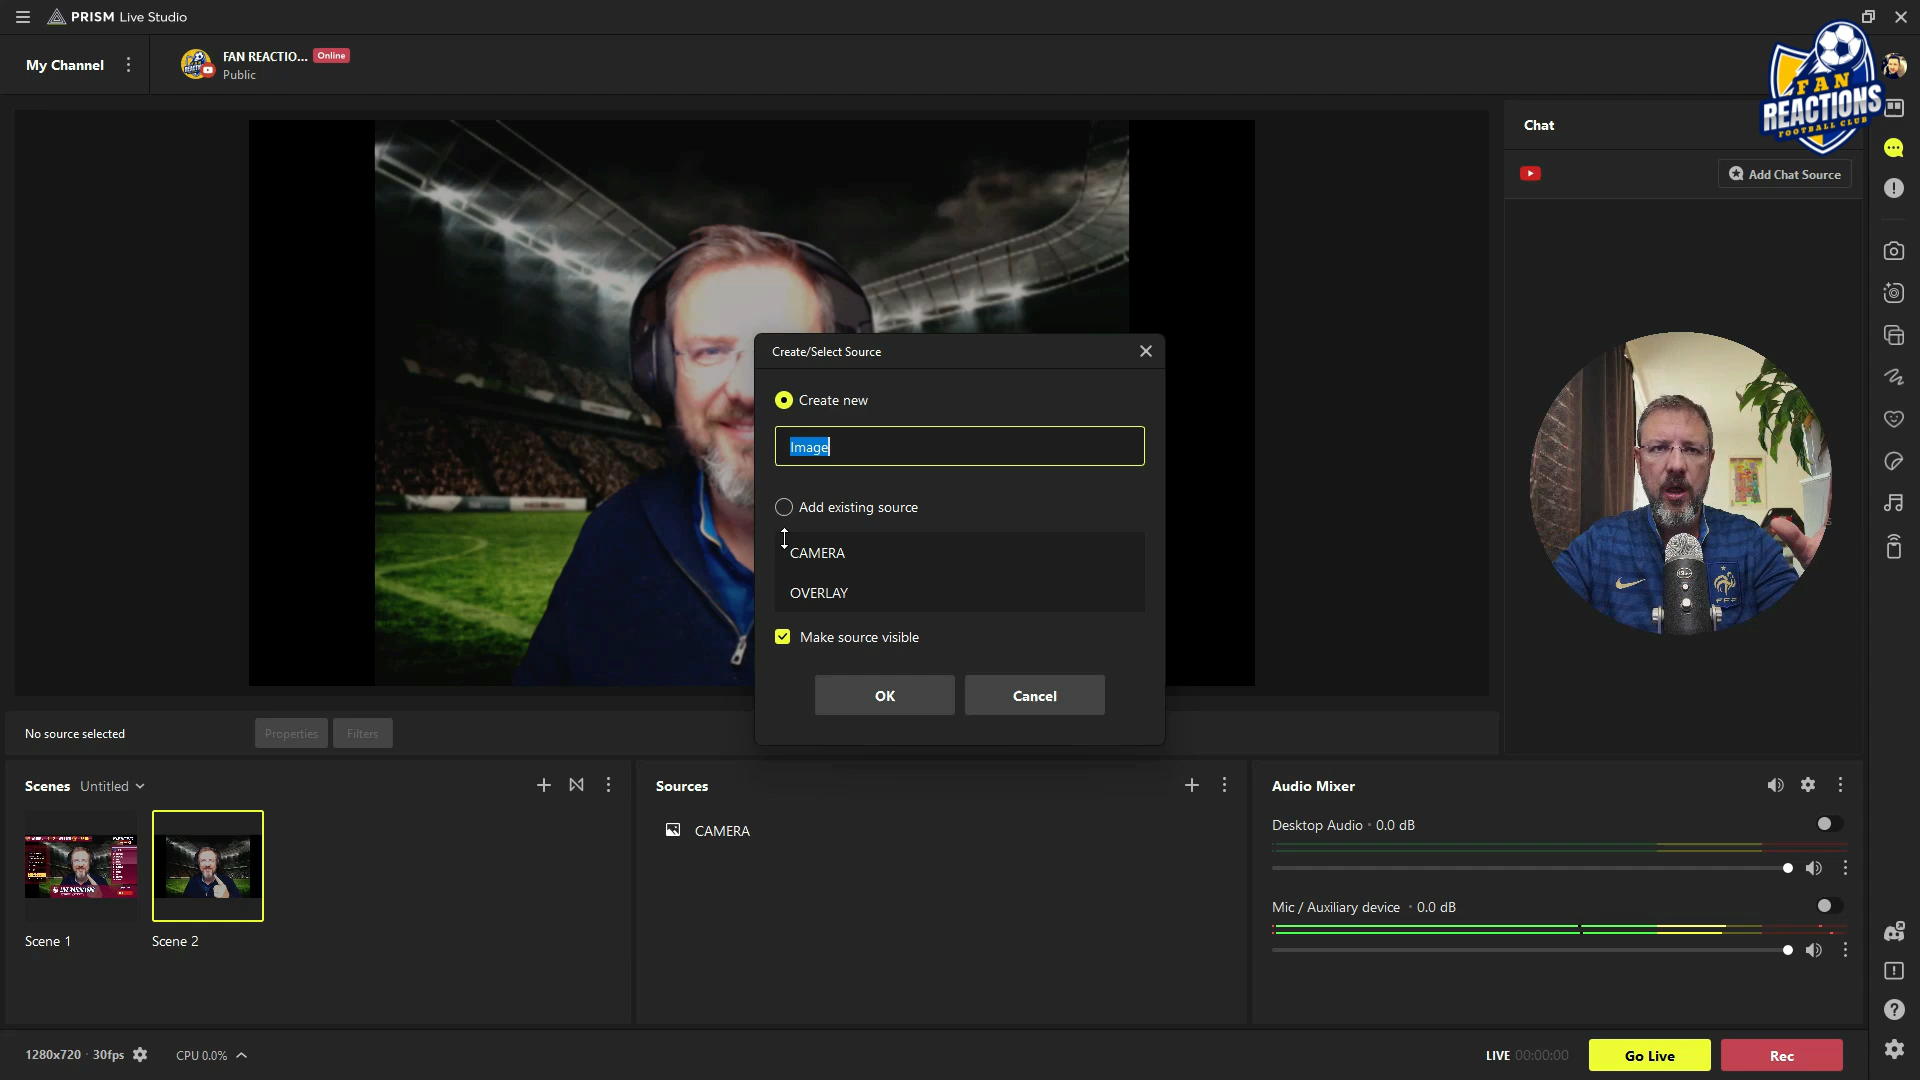 PRISM Live Studio
My Channel
FAN REACTIO... Online
Public
FAN
REACTIONS
FOOTBALL CLUB
Chat
Add Chat Source
Create/Select Source
Create new
Image
Add existing source
CAMERA
OVERLAY
Make source visible
OK Cancel
No source selected Properties Filters
Scenes Untitled
Scene 1 Scene 2
Sources
CAMERA
Audio Mixer
Desktop Audio · 0.0 dB
Mic / Auxiliary device · 0.0 dB
1280x720 · 30fps CPU 0.0%
LIVE 00:00:00 Go Live Rec